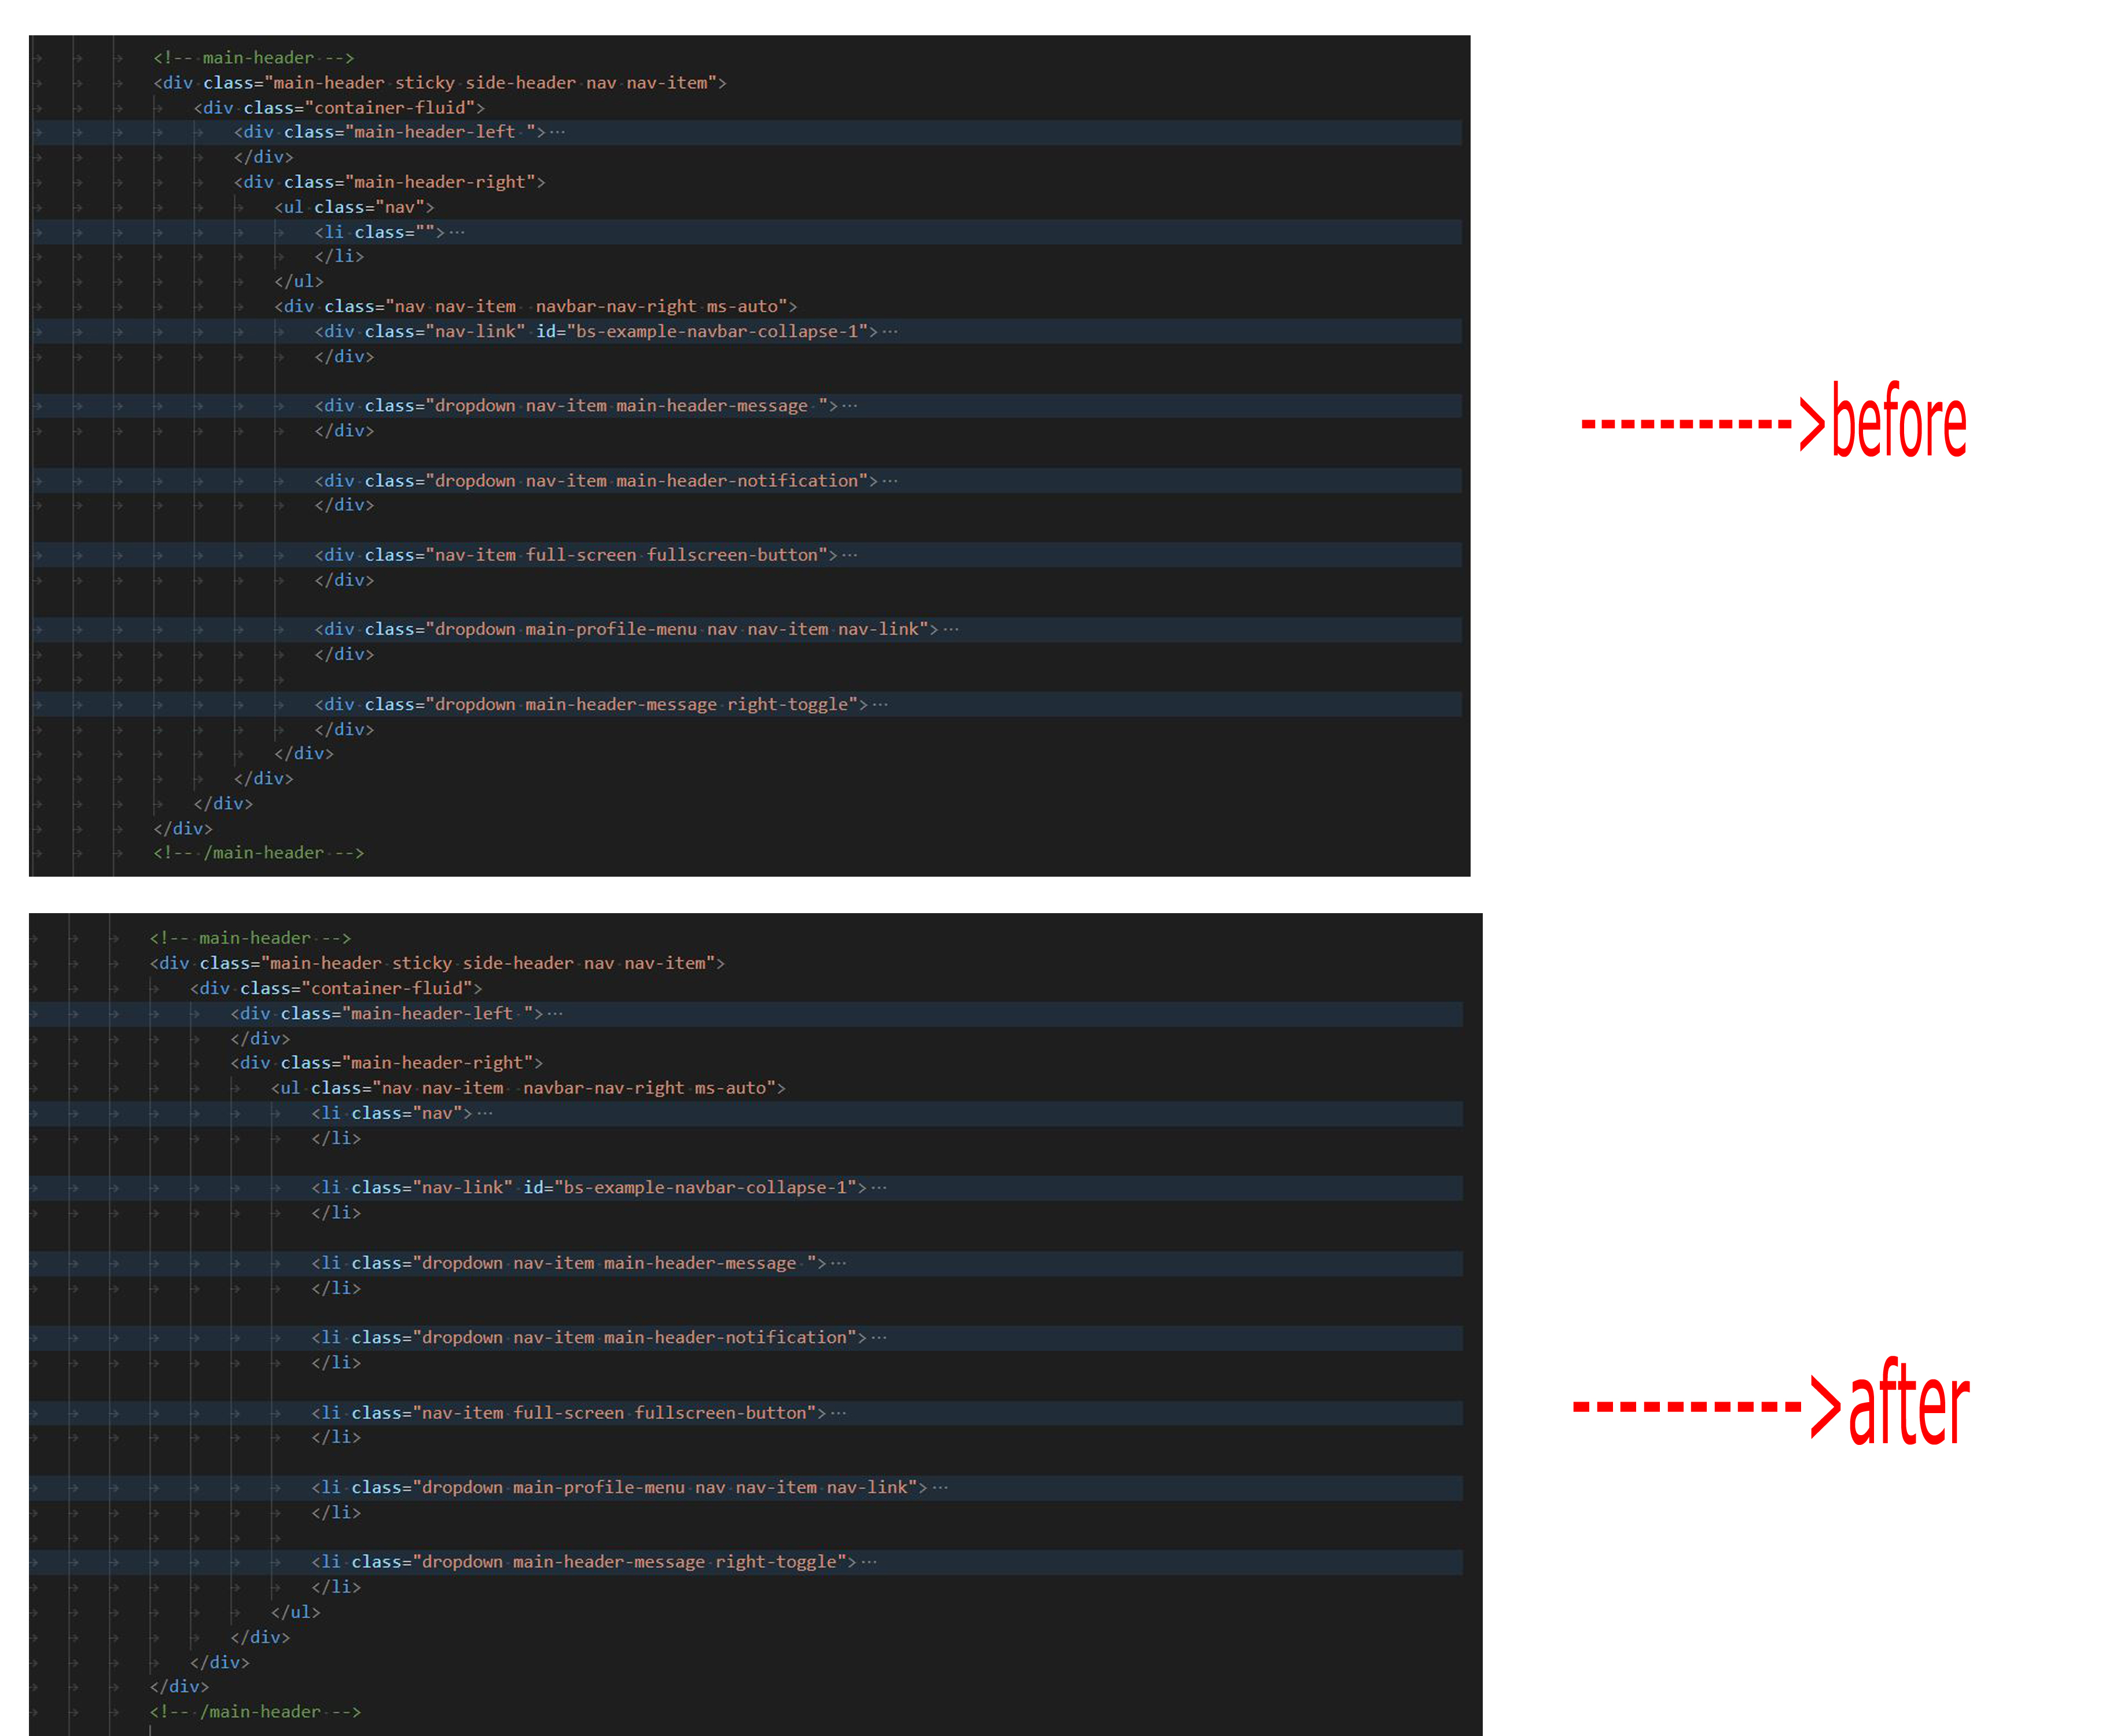 <!-- main-header -->
<div class="main-header sticky side-header nav nav-item">
<div class="container-fluid">
<div class="main-header-left ">···
</div>
<div class="main-header-right">
<ul class="nav">
<li class="">···
</li>
</ul>
<div class="nav nav-item  navbar-nav-right ms-auto">
<div class="nav-link" id="bs-example-navbar-collapse-1">···
</div>
<div class="dropdown nav-item main-header-message ">···
</div>
<div class="dropdown nav-item main-header-notification">···
</div>
<div class="nav-item full-screen fullscreen-button">···
</div>
<div class="dropdown main-profile-menu nav nav-item nav-link">···
</div>
<div class="dropdown main-header-message right-toggle">···
</div>
</div>
</div>
</div>
</div>
<!-- /main-header -->
----------->before
<!-- main-header -->
<div class="main-header sticky side-header nav nav-item">
<div class="container-fluid">
<div class="main-header-left ">···
</div>
<div class="main-header-right">
<ul class="nav nav-item  navbar-nav-right ms-auto">
<li class="nav">···
</li>
<li class="nav-link" id="bs-example-navbar-collapse-1">···
</li>
<li class="dropdown nav-item main-header-message ">···
</li>
<li class="dropdown nav-item main-header-notification">···
</li>
<li class="nav-item full-screen fullscreen-button">···
</li>
<li class="dropdown main-profile-menu nav nav-item nav-link">···
</li>
<li class="dropdown main-header-message right-toggle">···
</li>
</ul>
</div>
</div>
</div>
<!-- /main-header -->
---------->after